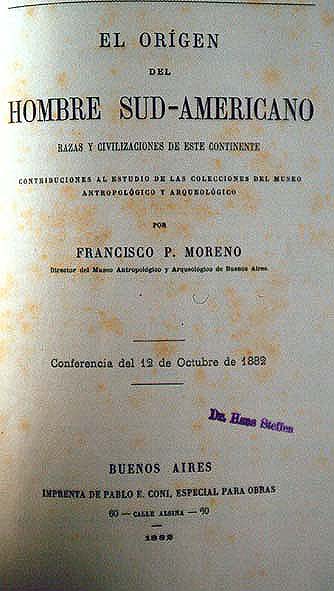 EL ORÍGEN
DEL
HOMBRE SUD-AMERICANO
RAZAS Y CIVILIZACIONES DE ESTE CONTINENTE
CONTRIBUCIONES AL ESTUDIO DE LAS COLECCIONES DEL MUSEO
ANTROPOLÓGICO Y ARQUEOLÓGICO
POR
FRANCISCO P. MORENO
Director del Museo Antropológico y Arqueológico de Buenos Aires.
Conferencia del 12 de Octubre de 1882
Dr. Hans Steffen
BUENOS AIRES
IMPRENTA DE PABLO E. CONI, ESPECIAL PARA OBRAS
60 — CALLE ALSINA — 60
1882